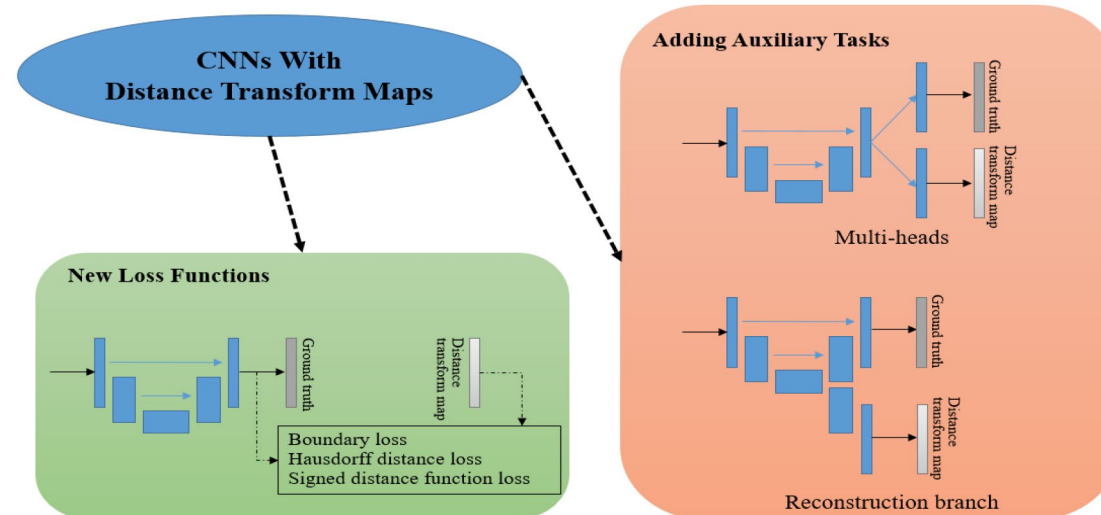 CNNs With
Distance Transform Maps
New Loss Functions
Ground truth
Distance
transform map
Boundary loss
Hausdorff distance loss
Signed distance function loss
Adding Auxiliary Tasks
Ground truth
Distance
transform map
Multi-heads
Ground truth
Distance
transform map
Reconstruction branch